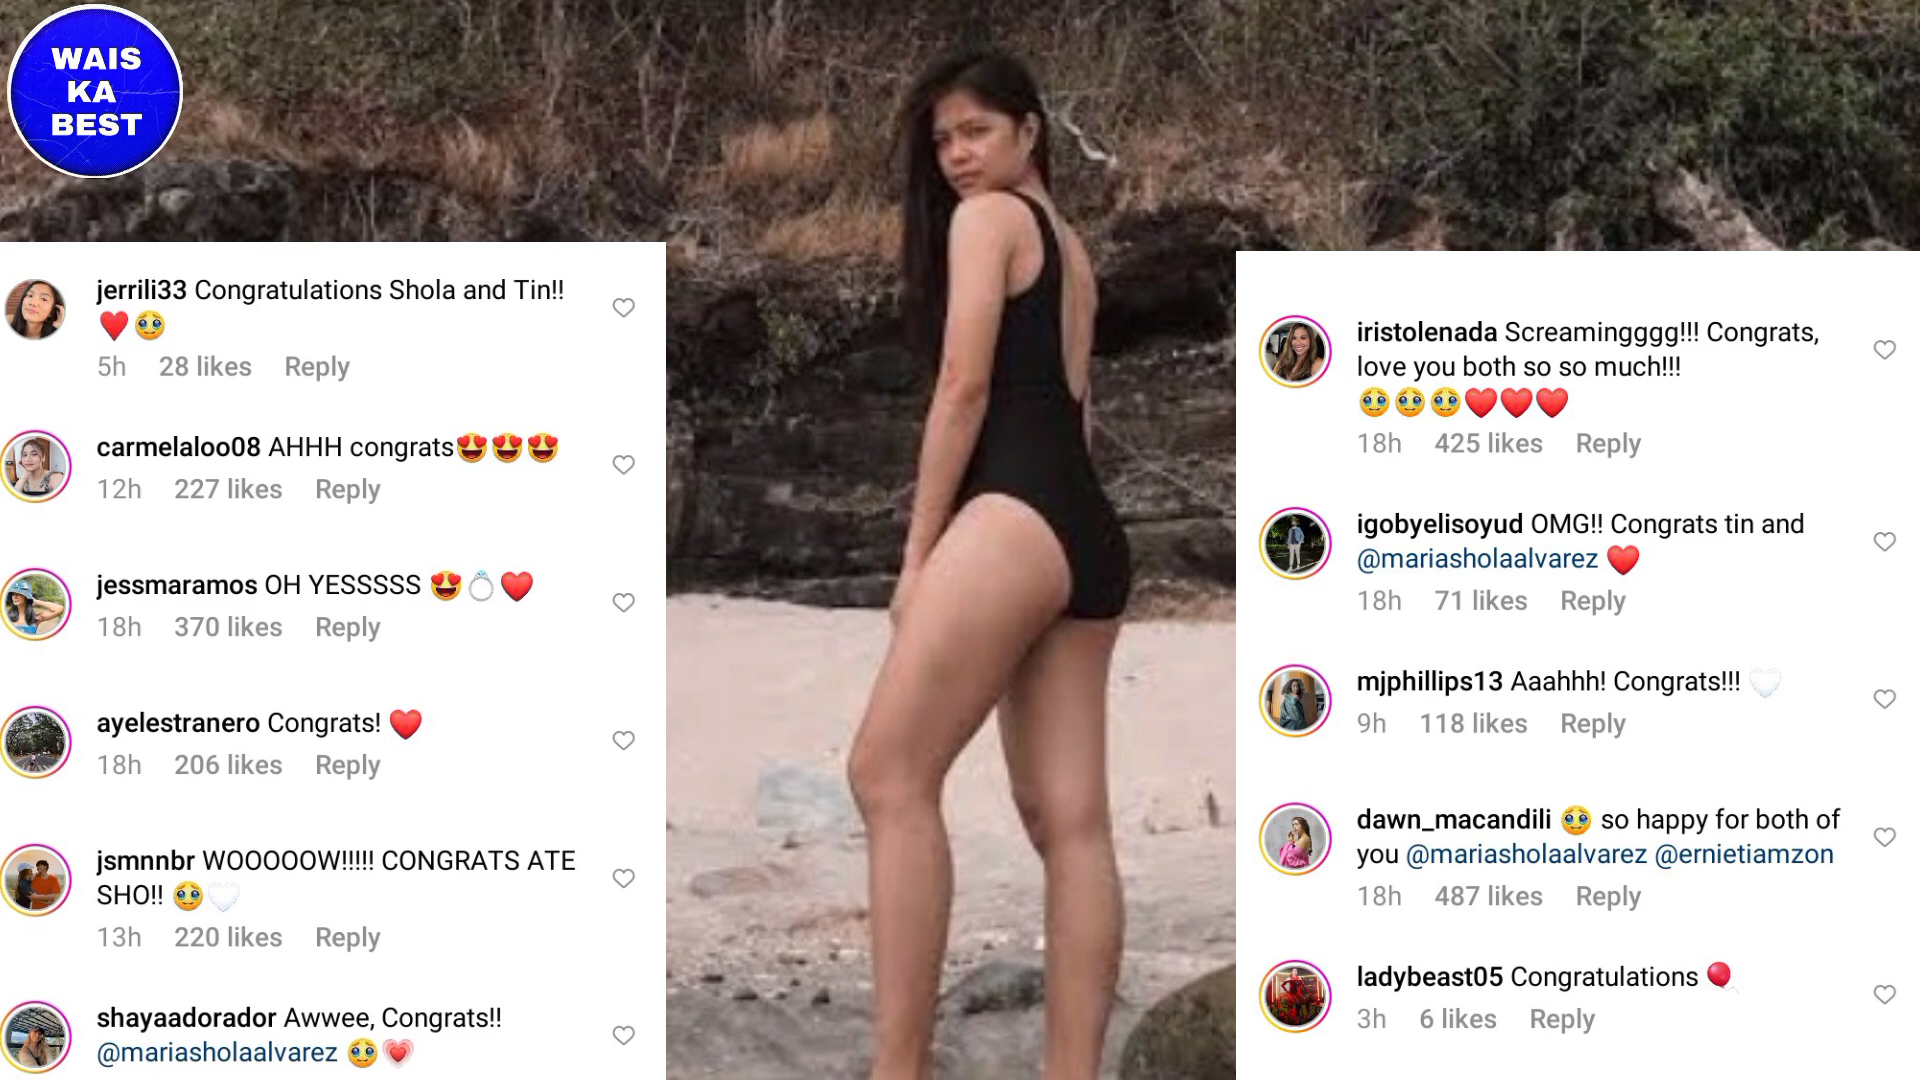 WAIS
KA
BEST
jerrili33 Congratulations Shola and Tin!!
❤️🥹
5h 28 likes Reply
carmelaloo08 AHHH congrats😍😍😍
12h 227 likes Reply
jessmaramos OH YESSSSS 😍💍❤️
18h 370 likes Reply
ayelestranero Congrats! ❤️
18h 206 likes Reply
jsmnnbr WOOOOOW!!!!! CONGRATS ATE
SHO!! 🥹🤍
13h 220 likes Reply
shayaadorador Awwee, Congrats!!
@mariasholaalvarez 🥹💗
iristolenada Screamingggg!!! Congrats,
love you both so so much!!!
🥹🥹🥹❤️❤️❤️
18h 425 likes Reply
igobyelisoyud OMG!! Congrats tin and
@mariasholaalvarez ❤️
18h 71 likes Reply
mjphillips13 Aaahhh! Congrats!!! 🤍
9h 118 likes Reply
dawn_macandili 🥹 so happy for both of
you @mariasholaalvarez @ernietiamzon
18h 487 likes Reply
ladybeast05 Congratulations 🎈
3h 6 likes Reply